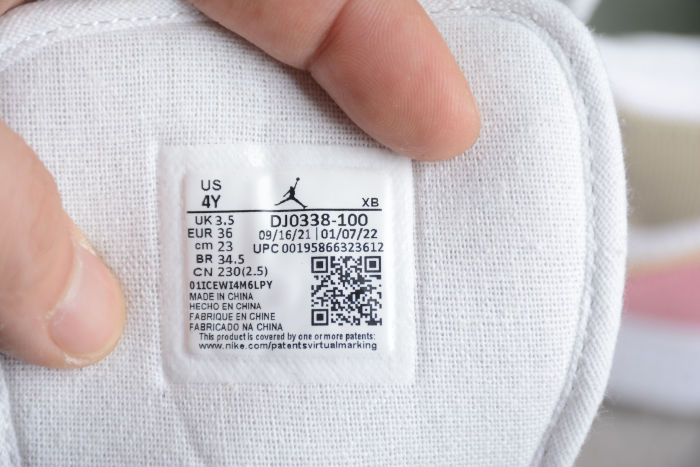 US
4Y
XB
UK 3.5
DJ0338-100
EUR 36
09/16/21 | 01/07/22
cm 23
UPC 00195866323612
BR 34.5
CN 230(2.5)
01ICEWI4M6LPY
MADE IN CHINA
HECHO EN CHINA
FABRIQUE EN CHINE
FABRICADO NA CHINA
This product is covered by one or more patents:
www.nike.com/patentsvirtualmarking